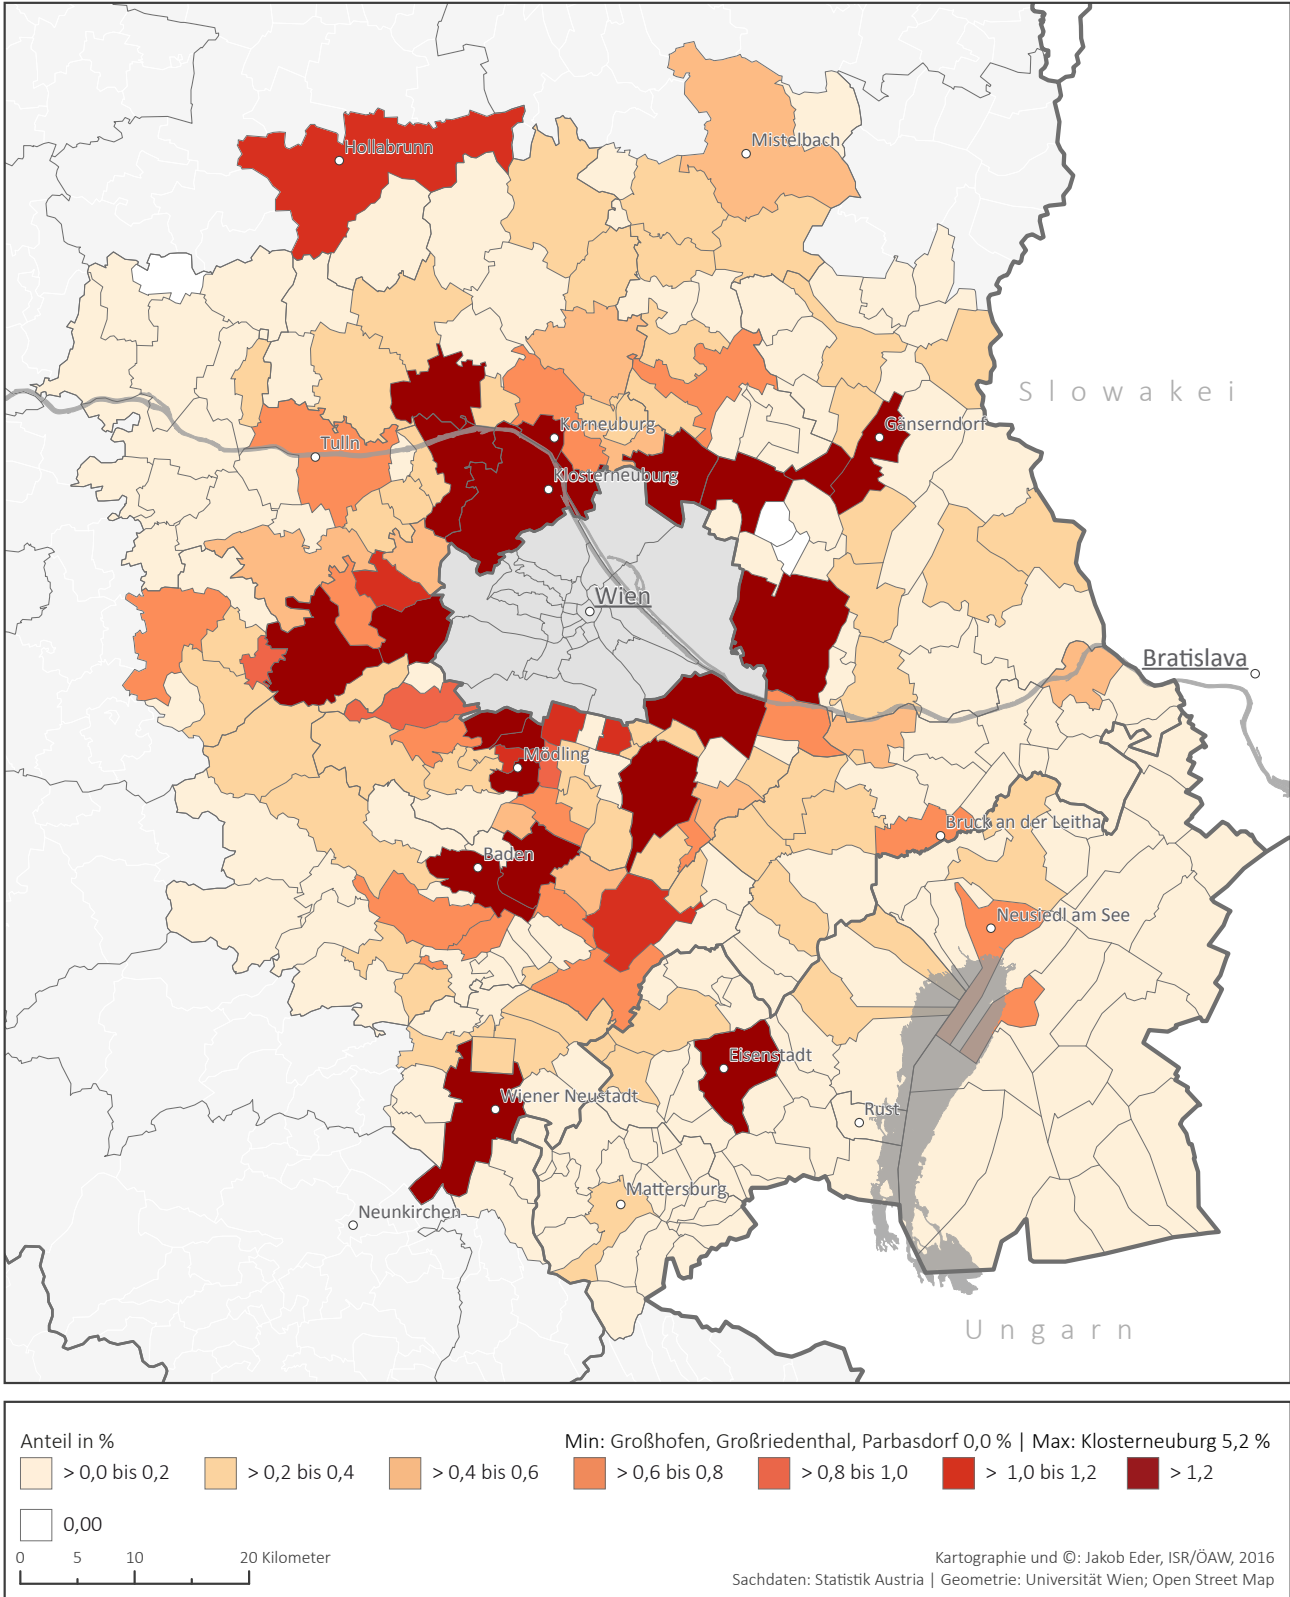 Hollabrunn
Mistelbach
Slowakei
Gänserndorf
Korneuburg
Tulln
Klosterneuburg
Wien
Bratislava
Mödling
Bruck an der Leitha
Baden
Neusiedl am See
Eisenstadt
Wiener Neustadt
Rust
Mattersburg
Neunkirchen
Ungarn
Anteil in %
Min: Großhofen, Großriedenthal, Parbasdorf 0,0 % | Max: Klosterneuburg 5,2 %
> 0,0 bis 0,2 > 0,2 bis 0,4 > 0,4 bis 0,6 > 0,6 bis 0,8 > 0,8 bis 1,0 > 1,0 bis 1,2 > 1,2
0,00
0 5 10 20 Kilometer
Kartographie und ©: Jakob Eder, ISR/ÖAW, 2016
Sachdaten: Statistik Austria | Geometrie: Universität Wien; Open Street Map